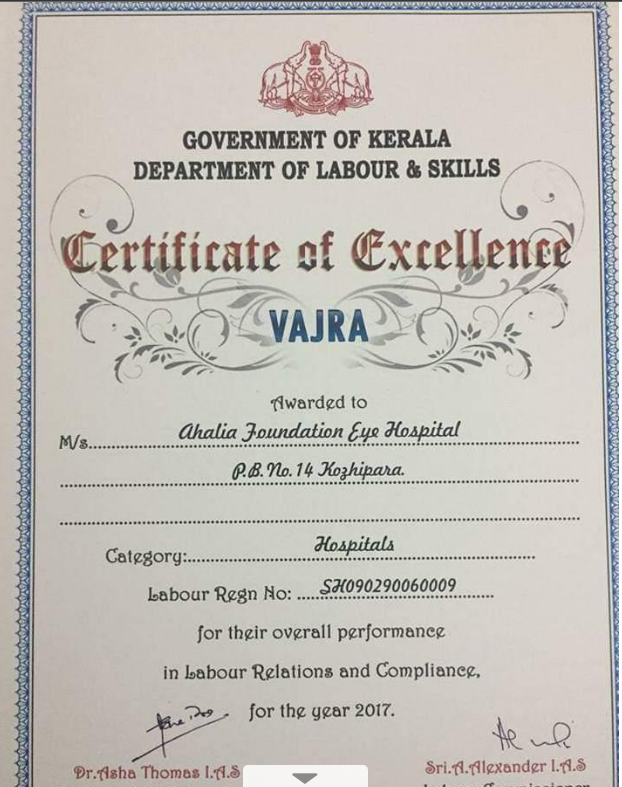 GOVERNMENT OF KERALA
DEPARTMENT OF LABOUR & SKILLS
Certificate of Excellence
VAJRA
Awarded to
M/s. Ahalia Foundation Eye Hospital
P.B. No. 14 Kozhipara.
Category: Hospitals
Labour Regn No: SH090290060009
for their overall performance
in Labour Relations and Compliance,
for the year 2017.
Dr. Asha Thomas I.A.S
Sri.A.Alexander I.A.S